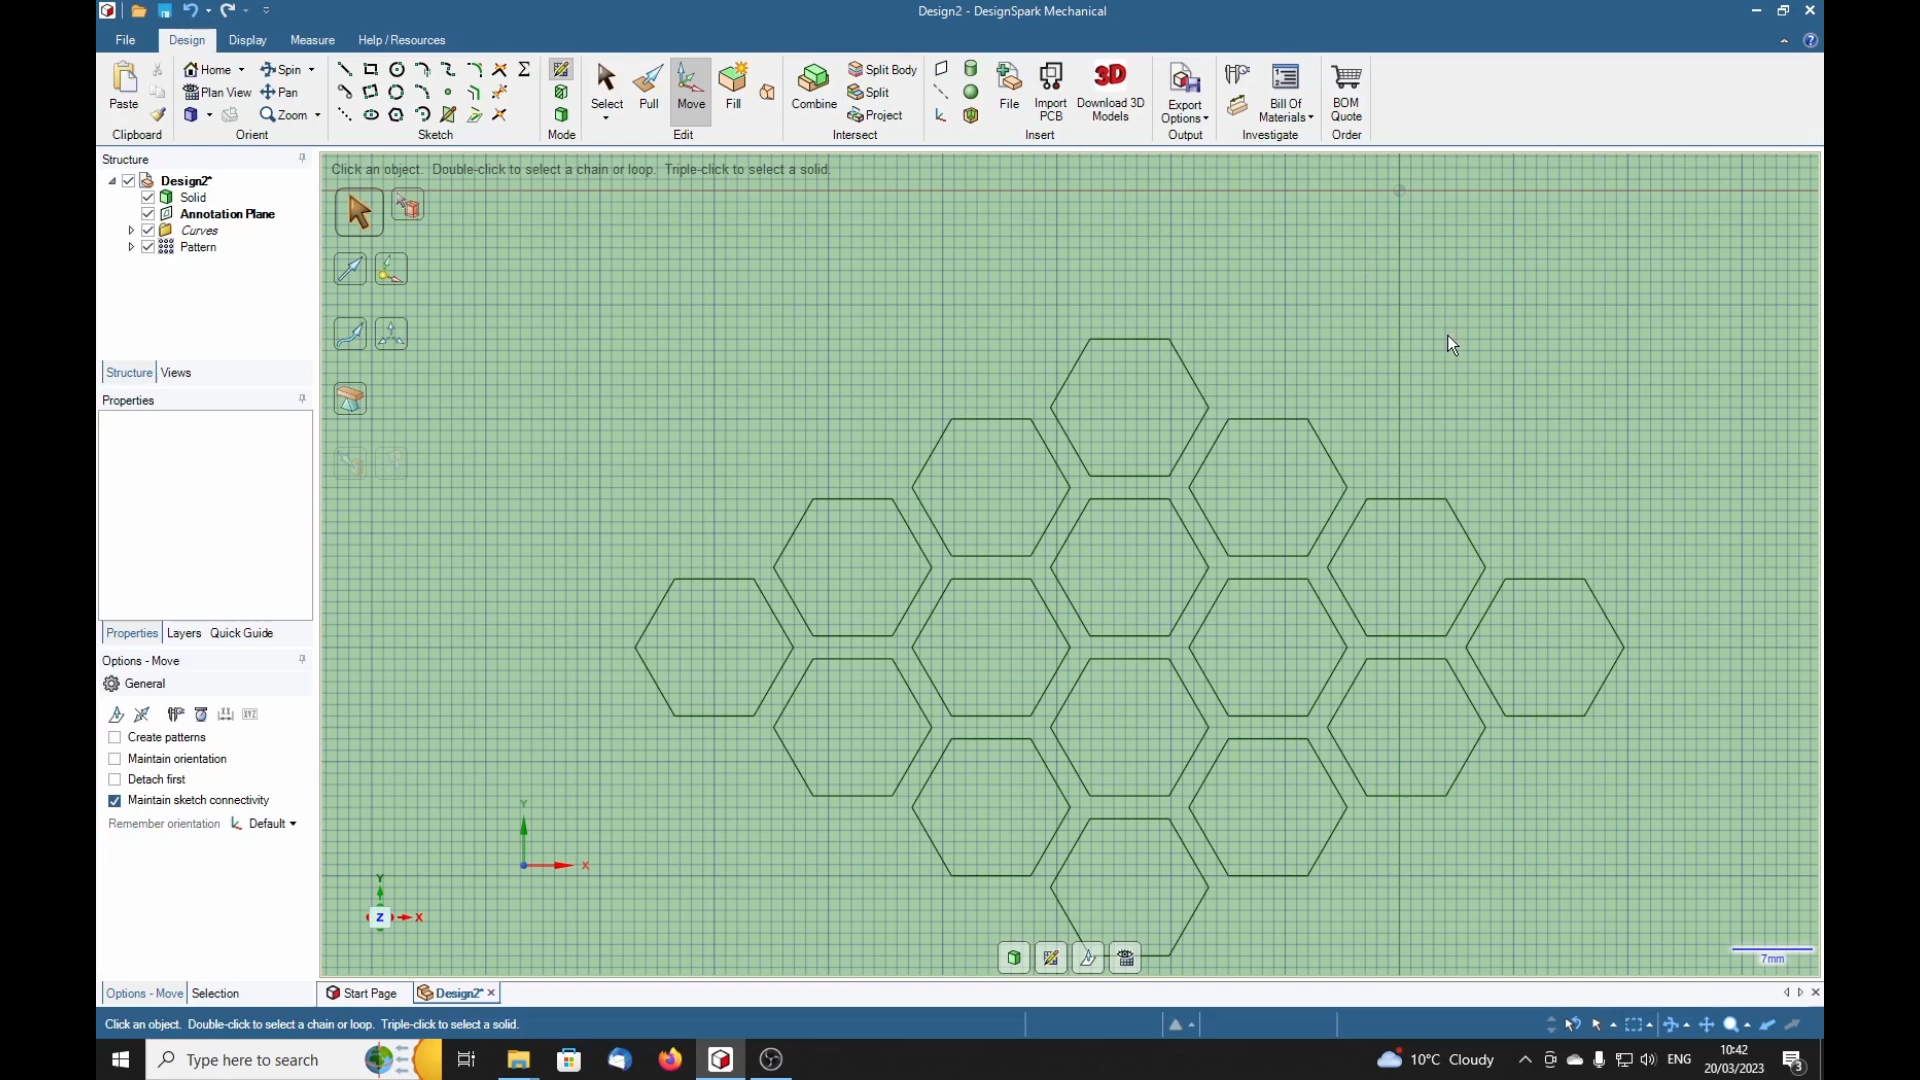 Design2 - DesignSpark Mechanical
File Design Display Measure Help / Resources
Paste
Clipboard
Home Spin
Plan View Pan
Zoom
Orient
Sketch
Mode
Select Pull Move Fill
Edit
Combine
Split Body
Split
Project
Intersect
File
Import PCB
3D
Download 3D Models
Insert
Export Options
Output
Bill Of Materials
Investigate
BOM Quote
Order
Structure
Design2*
Solid
Annotation Plane
Curves
Pattern
Structure Views
Properties
Properties Layers Quick Guide
Options - Move
General
Create patterns
Maintain orientation
Detach first
Maintain sketch connectivity
Remember orientation Default
Options - Move Selection
Click an object. Double-click to select a chain or loop. Triple-click to select a solid.
Y
X
Y
Z X
7mm
Start Page Design2*
Click an object. Double-click to select a chain or loop. Triple-click to select a solid.
Type here to search
10°C Cloudy
ENG
10:42
20/03/2023
3